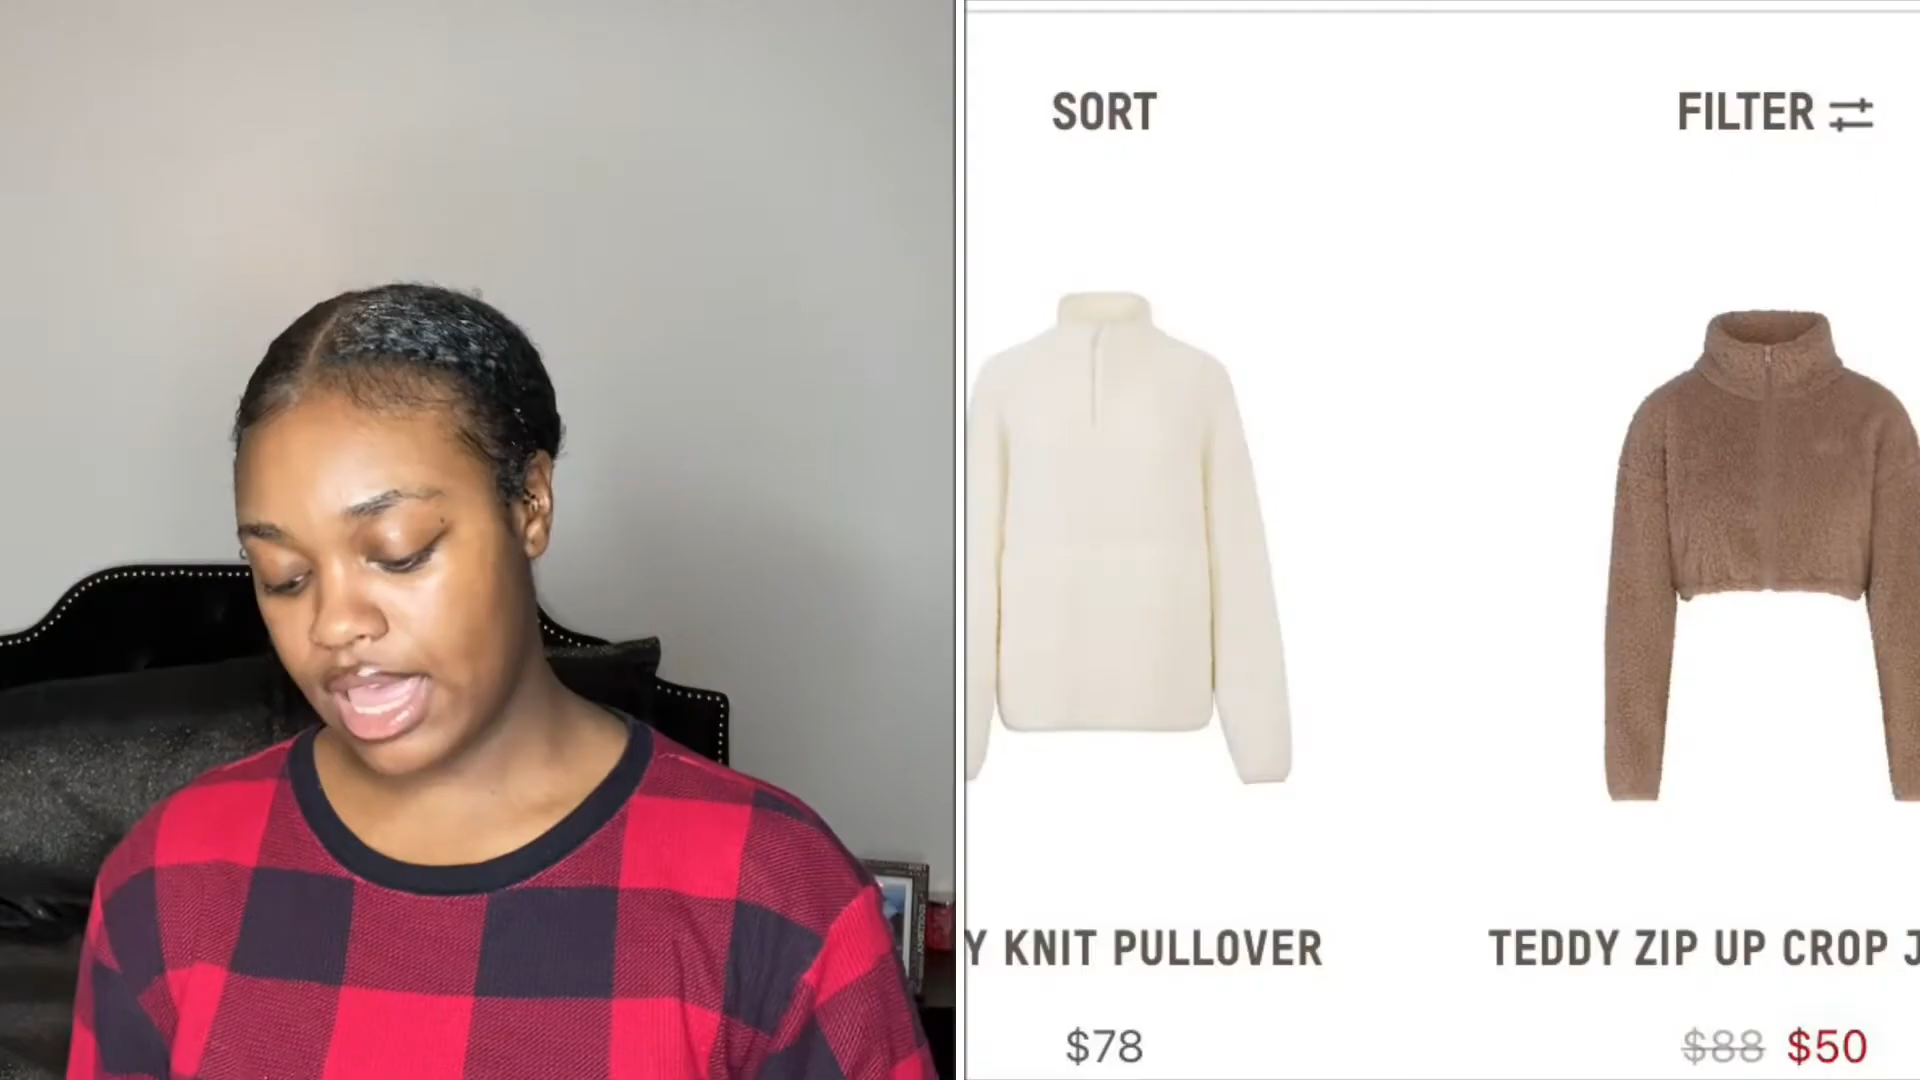 SORT
FILTER
Y KNIT PULLOVER
TEDDY ZIP UP CROP J
$78
$88 $50